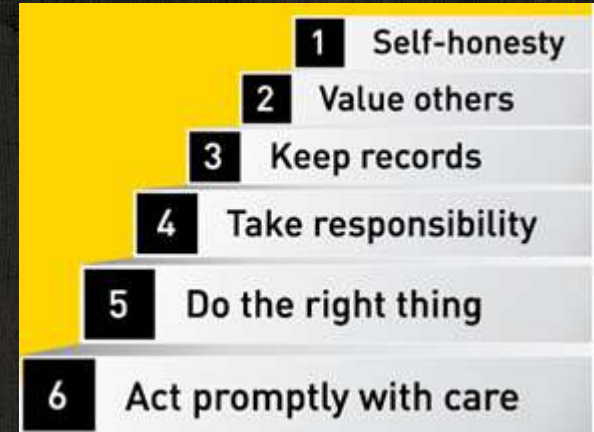 1 Self-honesty
2 Value others
3 Keep records
4 Take responsibility
5 Do the right thing
6 Act promptly with care